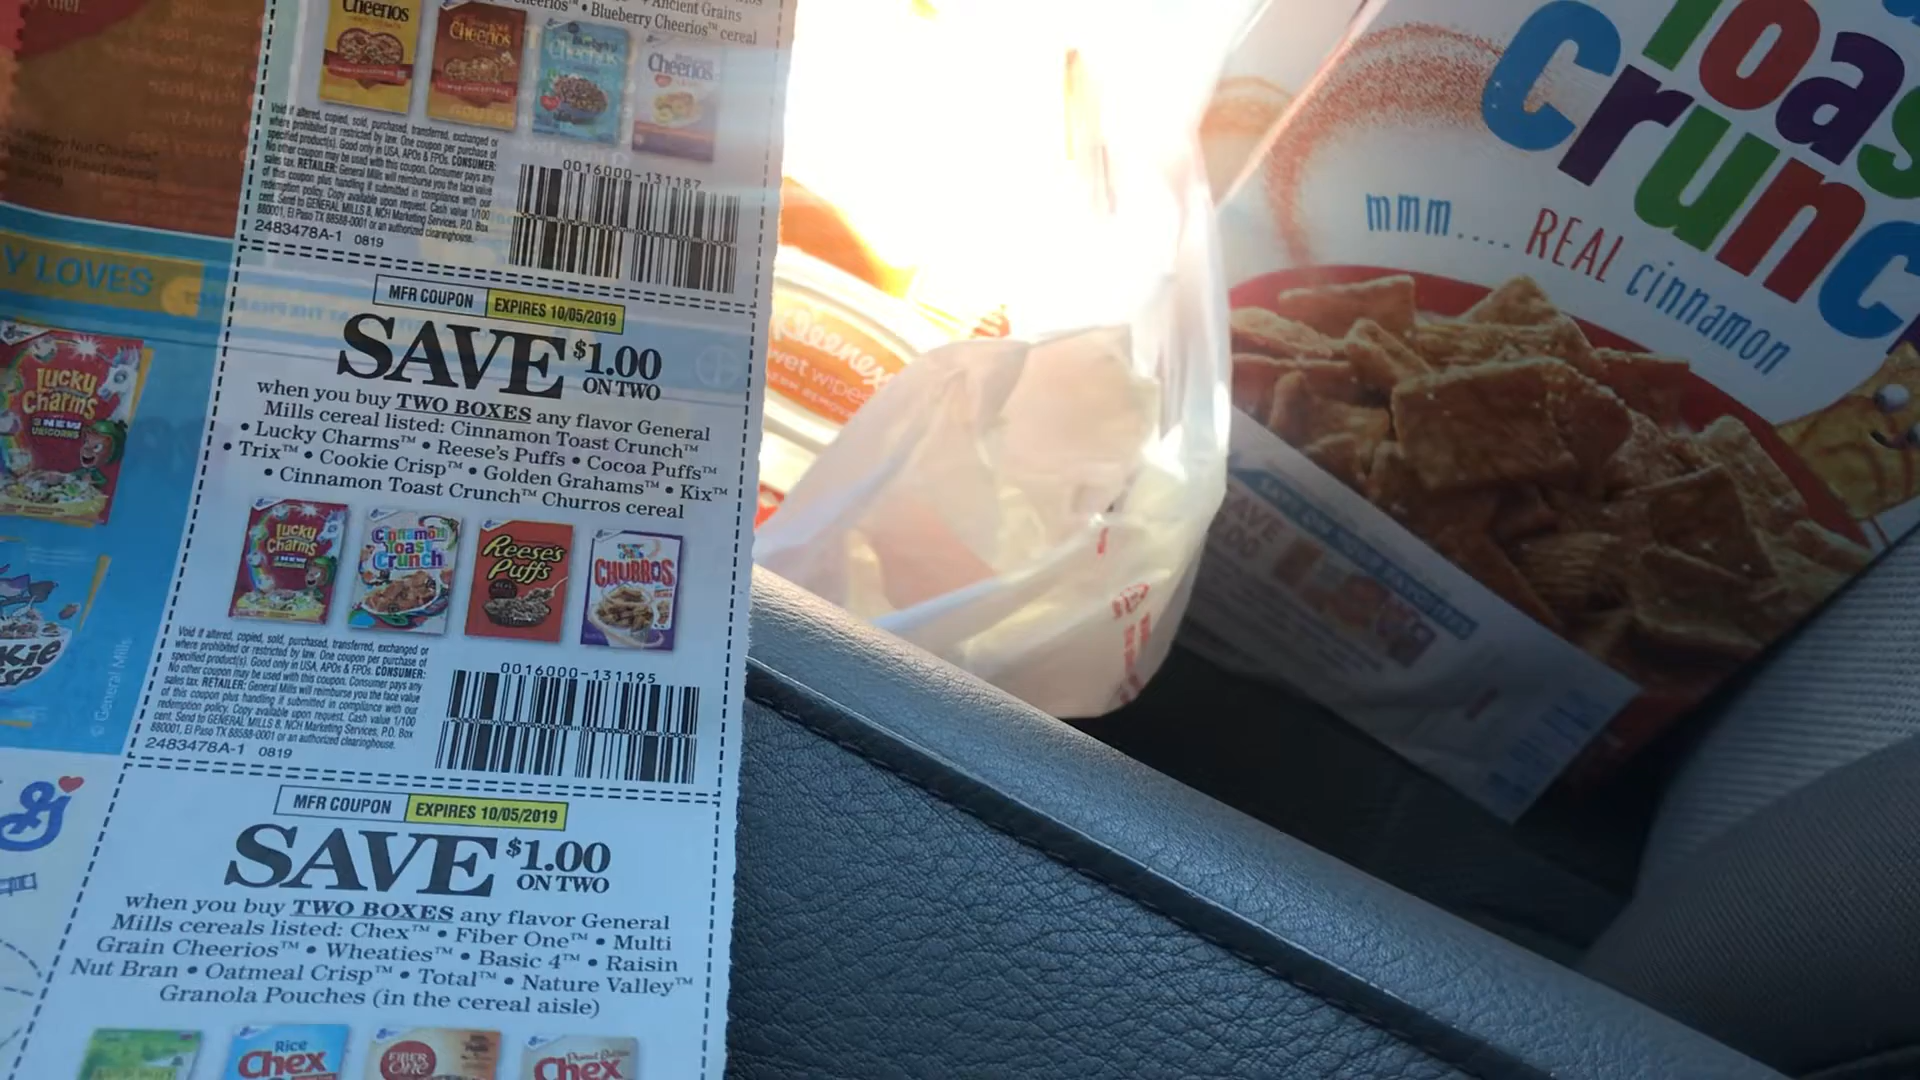 Cheerios
Cheerios
Cheerios
Cheerios™ • Blueberry Cheerios™ cereal
Ancient Grains
Void if altered, copied, sold, purchased, transferred, exchanged or
where prohibited or restricted by law. One coupon per purchase of
specified product(s). Good only in USA, APOs & FPOs. CONSUMER:
No other coupon may be used with this coupon. Consumer pays any
sales tax. RETAILER: General Mills will reimburse you the face value
of this coupon plus handling if submitted in compliance with our
redemption policy. Copy available upon request. Cash value 1/100
cent. Send to GENERAL MILLS 8, NCH Marketing Services, P.O. Box
880001, El Paso TX 88588-0001 or an authorized clearinghouse.
2483478A-1 0819
0016000-131187
MFR COUPON EXPIRES 10/05/2019
SAVE $1.00
ON TWO
when you buy TWO BOXES any flavor General
Mills cereal listed: Cinnamon Toast Crunch™
• Lucky Charms™ • Reese's Puffs • Cocoa Puffs™
• Trix™ • Cookie Crisp™ • Golden Grahams™ • Kix™
• Cinnamon Toast Crunch™ Churros cereal
Lucky
Charms
Cinnamon
Toast
Crunch
Reese's
Puffs
CHURROS
Void if altered, copied, sold, purchased, transferred, exchanged or
where prohibited or restricted by law. One coupon per purchase of
specified product(s). Good only in USA, APOs & FPOs. CONSUMER:
No other coupon may be used with this coupon. Consumer pays any
sales tax. RETAILER: General Mills will reimburse you the face value
of this coupon plus handling if submitted in compliance with our
redemption policy. Copy available upon request. Cash value 1/100
cent. Send to GENERAL MILLS 8, NCH Marketing Services, P.O. Box
880001, El Paso TX 88588-0001 or an authorized clearinghouse.
2483478A-1 0819
0016000-131195
MFR COUPON EXPIRES 10/05/2019
SAVE $1.00
ON TWO
when you buy TWO BOXES any flavor General
Mills cereals listed: Chex™ • Fiber One™ • Multi
Grain Cheerios™ • Wheaties™ • Basic 4™ • Raisin
Nut Bran • Oatmeal Crisp™ • Total™ • Nature Valley™
Granola Pouches (in the cereal aisle)
Rice
Chex
FIBER
ONE
Peanut Butter
Chex
Y LOVES
Lucky
Charms
NEW
UNICORNS
kie
sp
© General Mills
Kleenex
wet wipes
Toas
Crunc
mmm.... REAL cinnamon